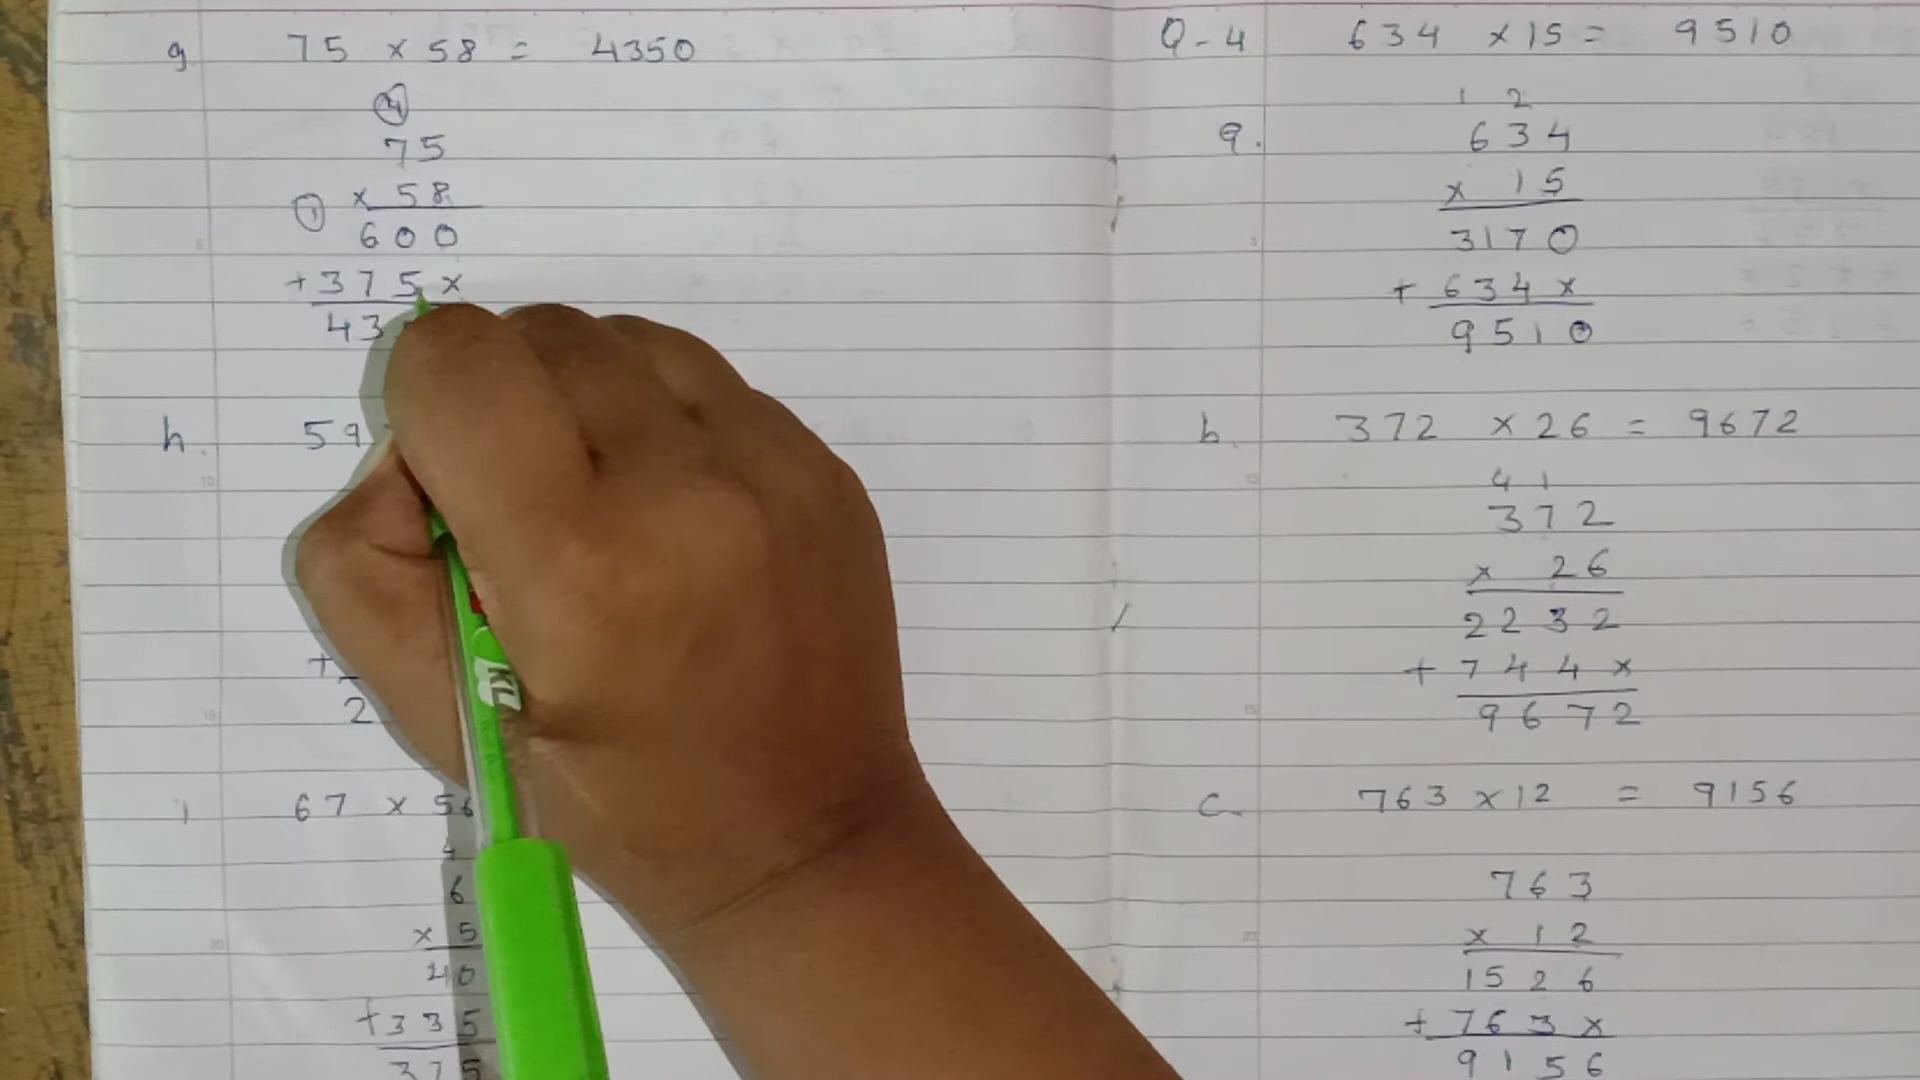 g 75 x 58 = 4350
4
75
x 58
1
600
+ 375 x
43
h. 59
+
2
i 67 x 56
4
6
x 5
40
+ 335
375
Q-4 634 x 15 = 9510
1 2
a. 634
x 15
3170
+ 634 x
9510
b. 372 x 26 = 9672
4 1
372
x 26
2232
+ 744 x
9672
c. 763 x 12 = 9156
763
x 12
1526
+ 763 x
9156